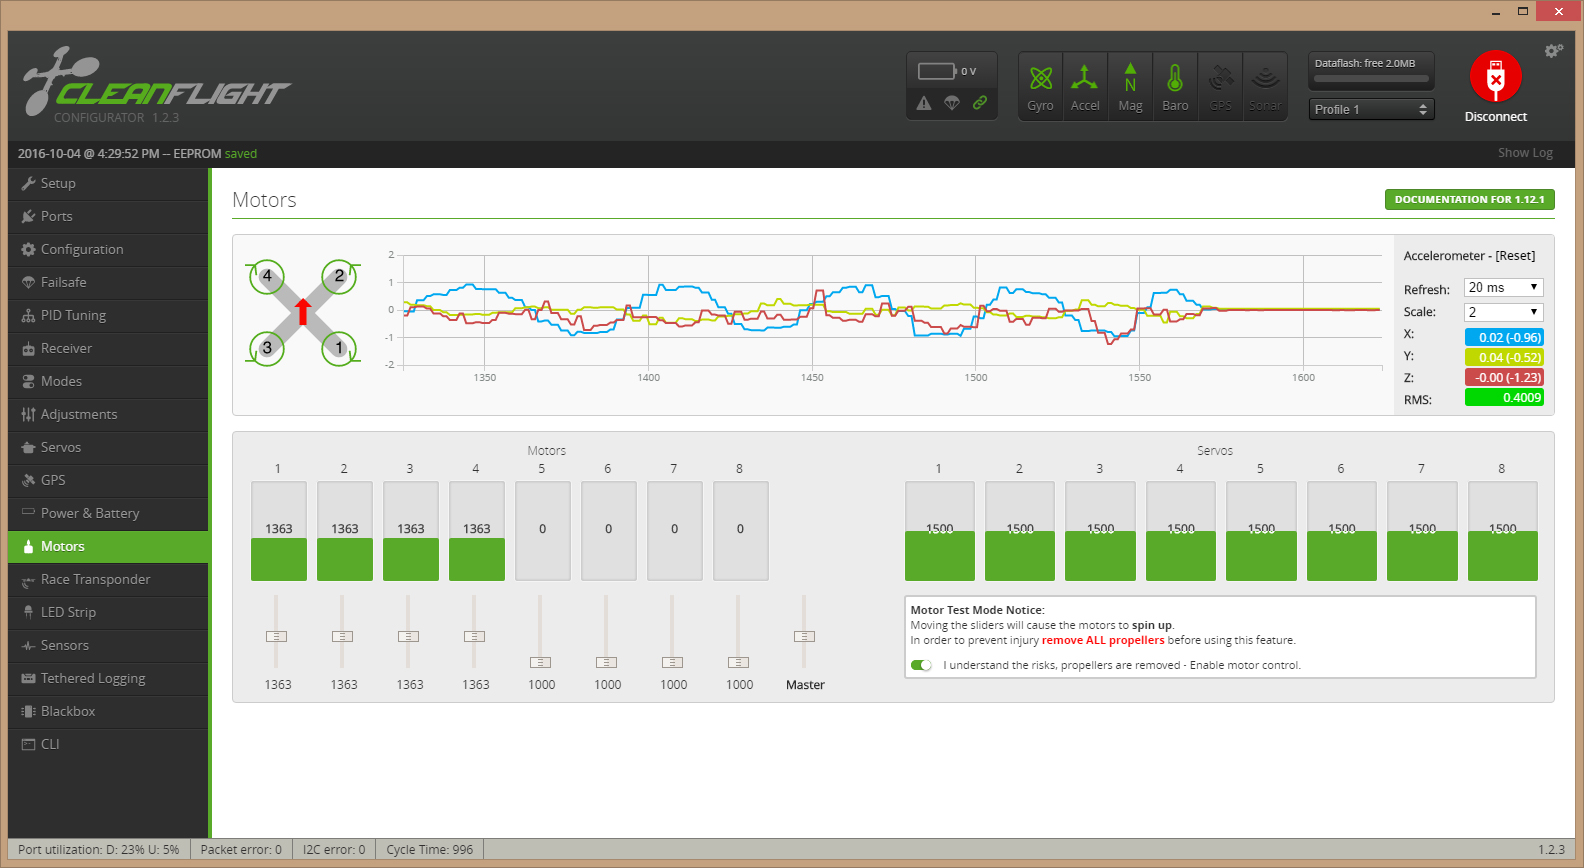 CLEANFLIGHT
CONFIGURATOR 1.2.3
0 V
Gyro
Accel
N
Mag
Baro
GPS
Sonar
Dataflash: free 2.0MB
Profile 1
Disconnect
2016-10-04 @ 4:29:52 PM -- EEPROM saved
Show Log
Setup
Ports
Configuration
Failsafe
PID Tuning
Receiver
Modes
Adjustments
Servos
GPS
Power & Battery
Motors
Race Transponder
LED Strip
Sensors
Tethered Logging
Blackbox
CLI
Motors
DOCUMENTATION FOR 1.12.1
4 2
3 1
2
1
0
-1
-2
1350 1400 1450 1500 1550 1600
Accelerometer - [Reset]
Refresh: 20 ms
Scale: 2
X: 0.02 (-0.96)
Y: 0.04 (-0.52)
Z: -0.00 (-1.23)
RMS: 0.4009
Motors
1 2 3 4 5 6 7 8
1363 1363 1363 1363 0 0 0 0
1363 1363 1363 1363 1000 1000 1000 1000 Master
Servos
1 2 3 4 5 6 7 8
1500 1500 1500 1500 1500 1500 1500 1500
Motor Test Mode Notice:
Moving the sliders will cause the motors to spin up.
In order to prevent injury remove ALL propellers before using this feature.
I understand the risks, propellers are removed - Enable motor control.
Port utilization: D: 23% U: 5%
Packet error: 0
I2C error: 0
Cycle Time: 996
1.2.3